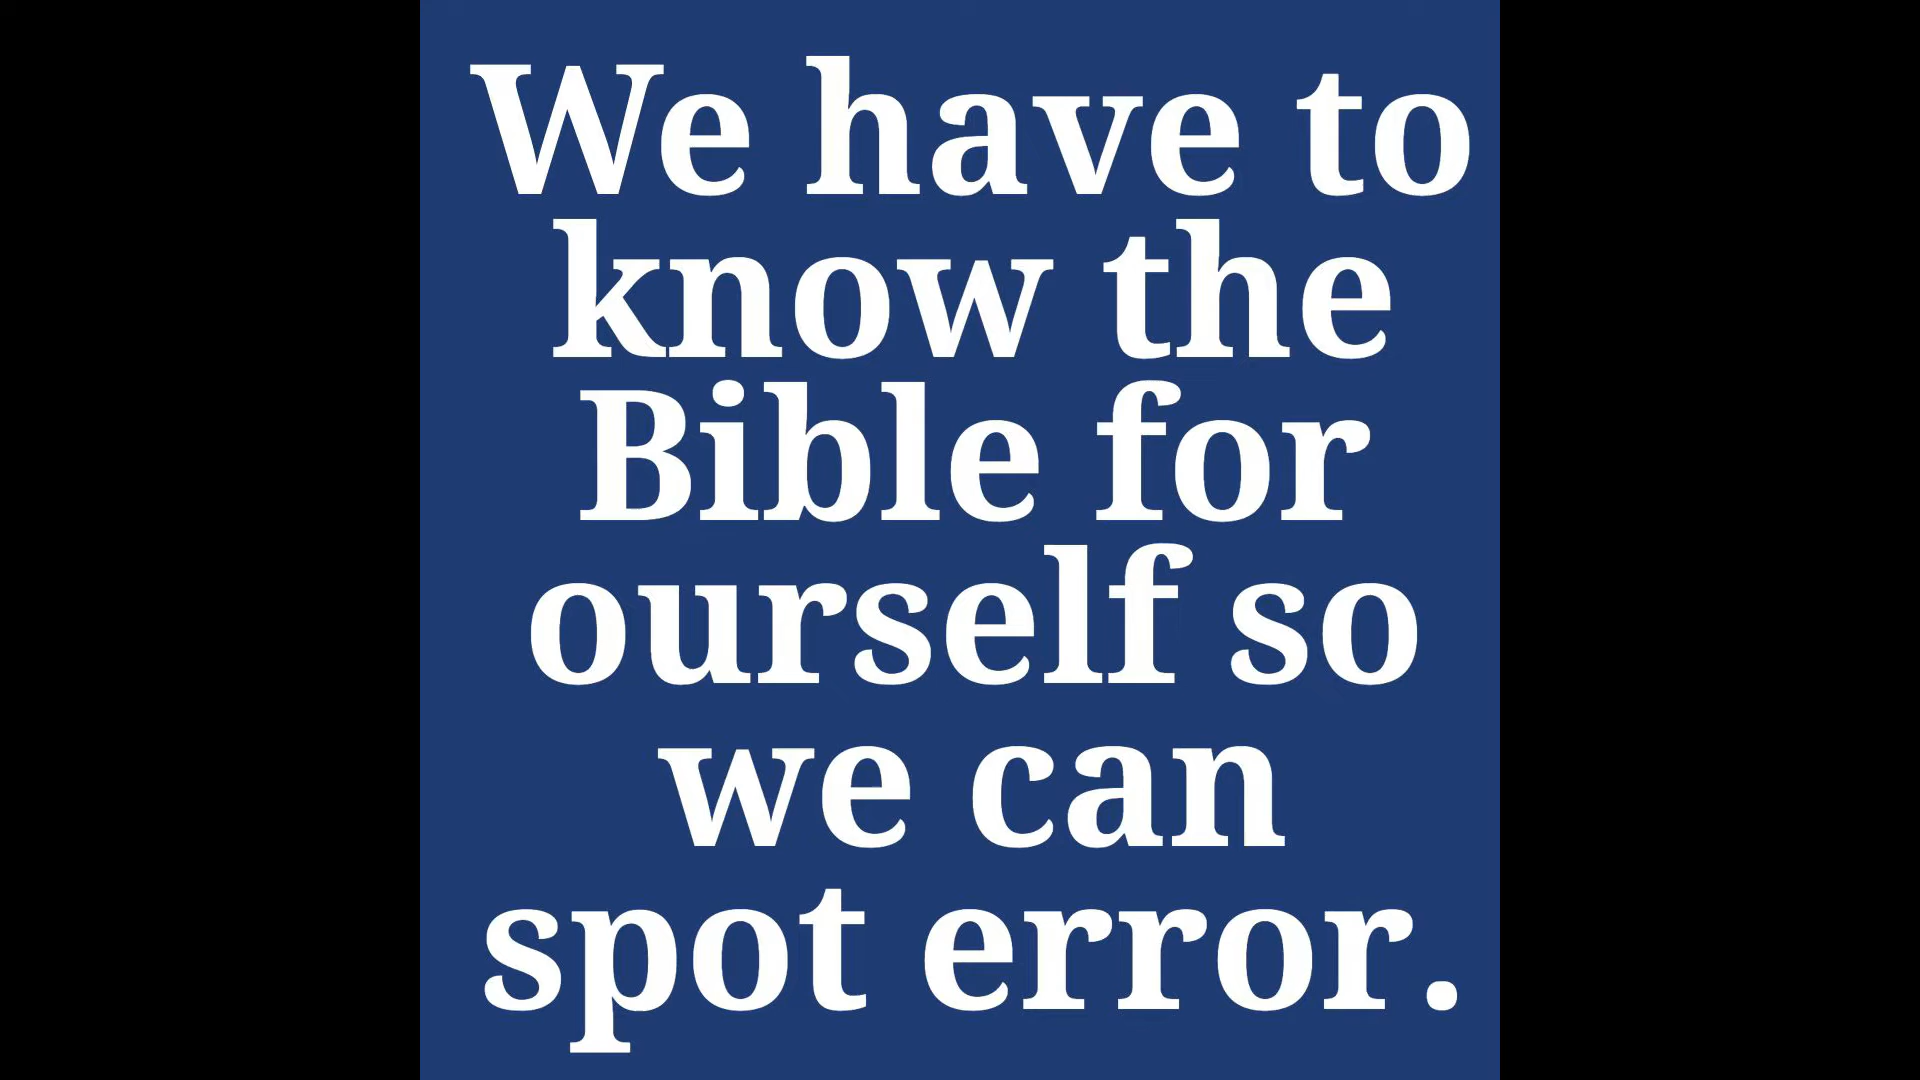 We have to
know the
Bible for
ourself so
we can
spot error.